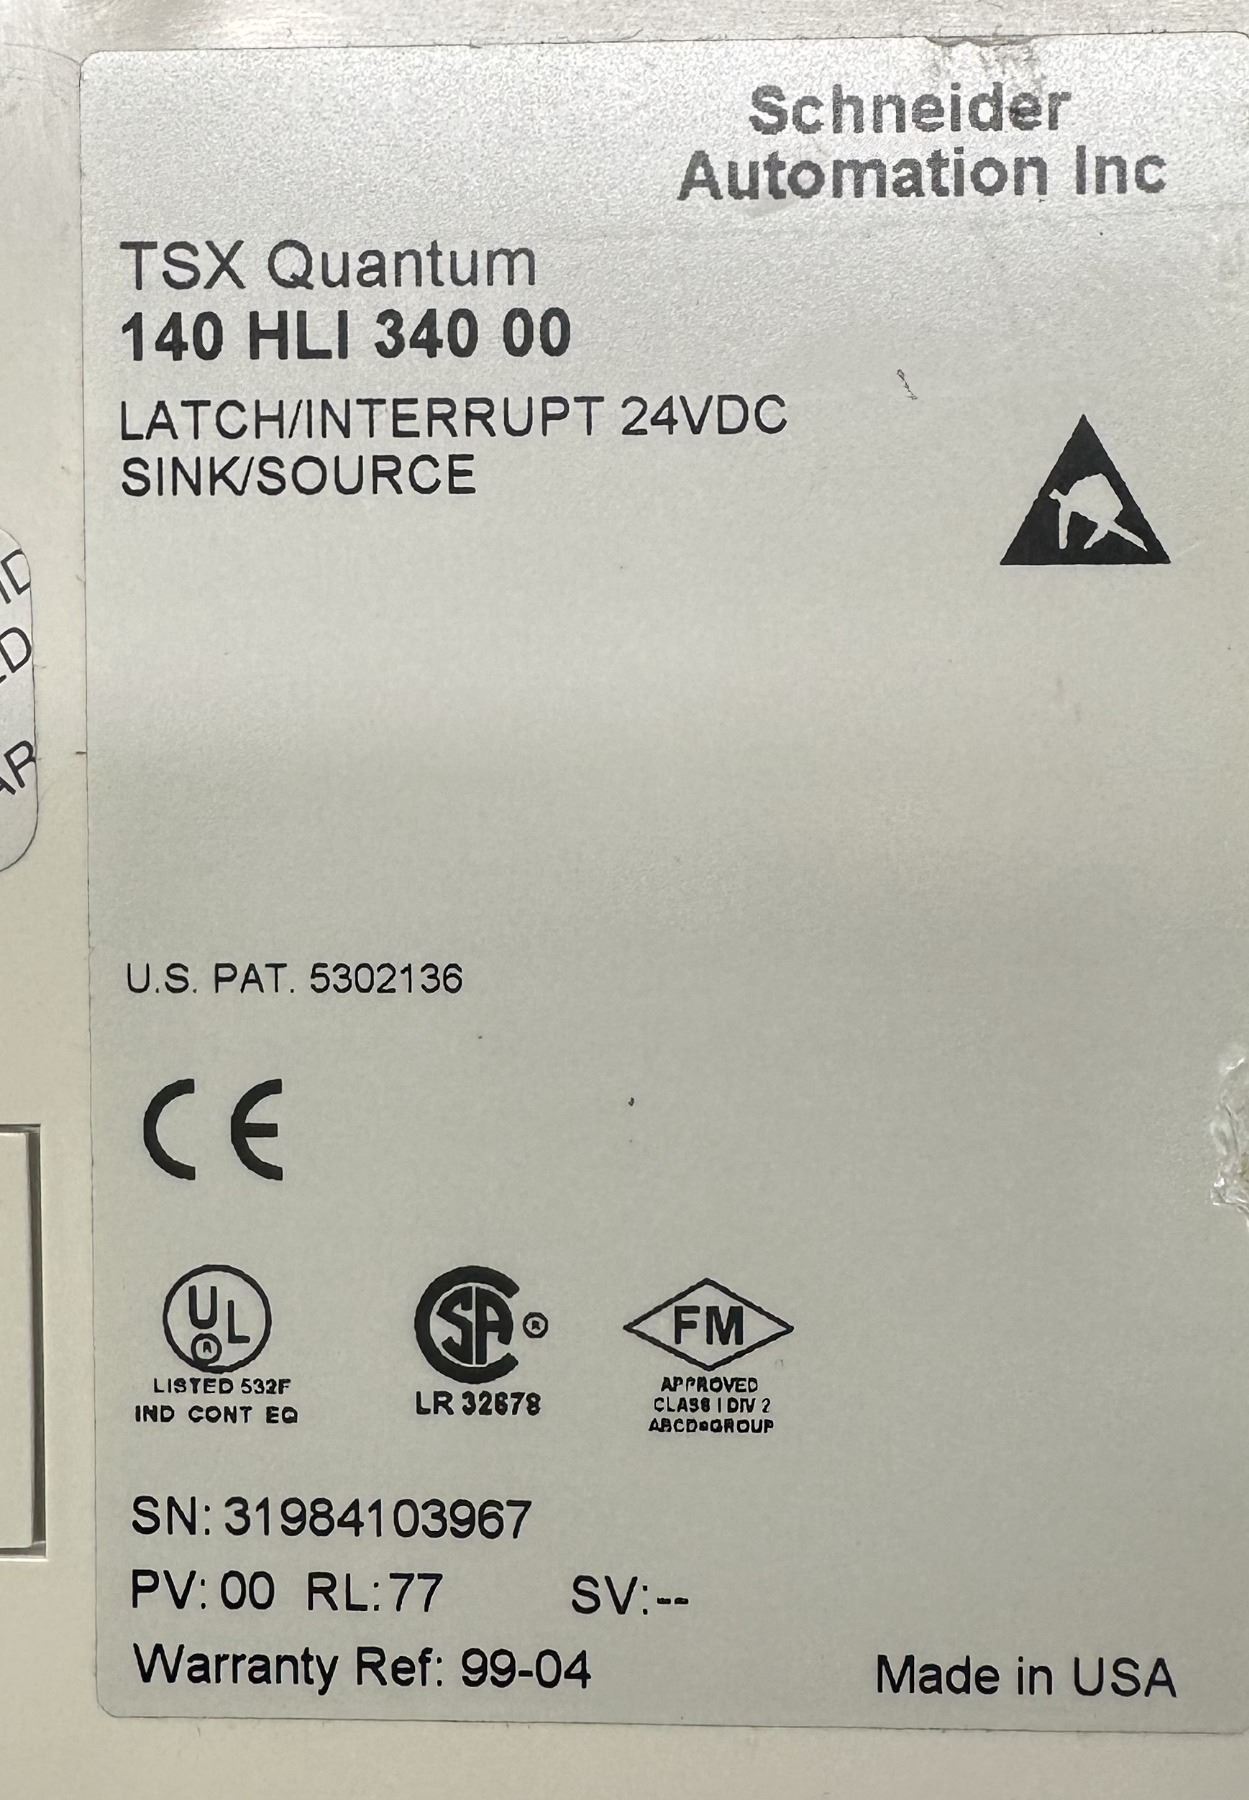 Schneider
Automation Inc
TSX Quantum
140 HLI 340 00
LATCH/INTERRUPT 24VDC
SINK/SOURCE
U.S. PAT. 5302136
CE
UL ®
LISTED 532F
IND CONT EQ
SA ®
LR 32678
FM
APPROVED
CLASS I DIV 2
SN: 31984103967
PV: 00 RL: 77 SV: --
Warranty Ref: 99-04
Made in USA